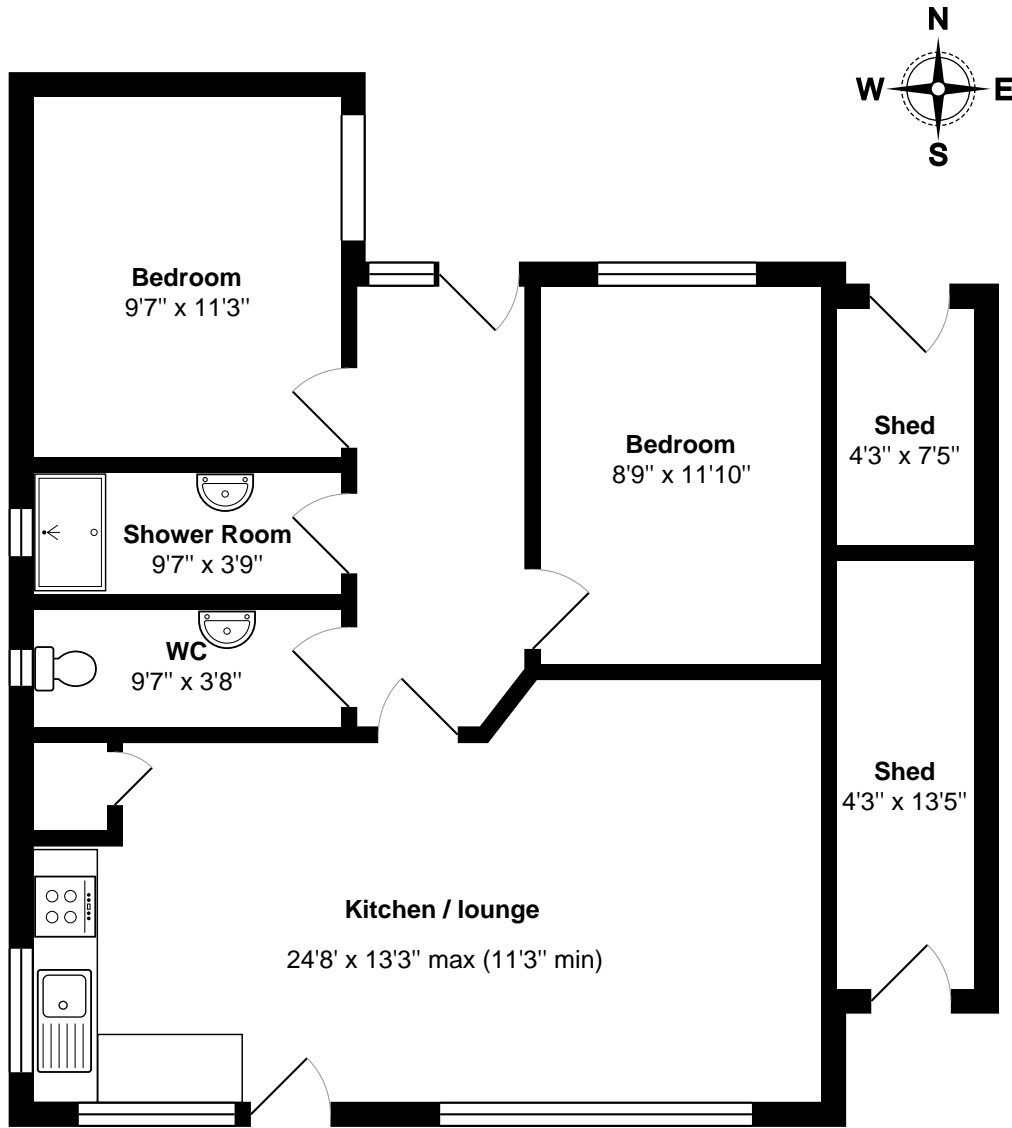 N
W E
S
Bedroom
9'7" x 11'3"
Bedroom
8'9" x 11'10"
Shed
4'3" x 7'5"
Shower Room
9'7" x 3'9"
WC
9'7" x 3'8"
Shed
4'3" x 13'5"
Kitchen / lounge
24'8' x 13'3" max (11'3" min)